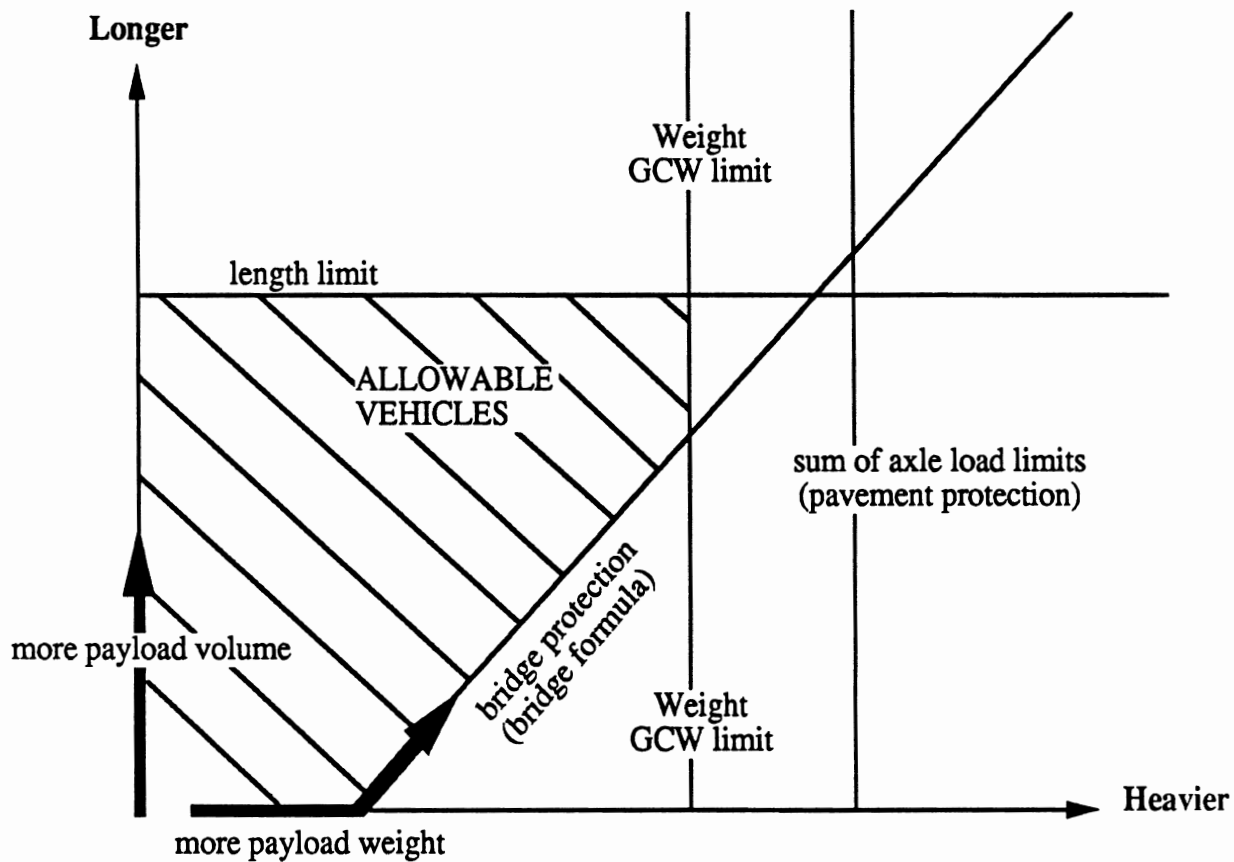 Longer
Weight
GCW limit
length limit
ALLOWABLE
VEHICLES
sum of axle load limits
(pavement protection)
bridge protection
(bridge formula)
more payload volume
Weight
GCW limit
Heavier
more payload weight